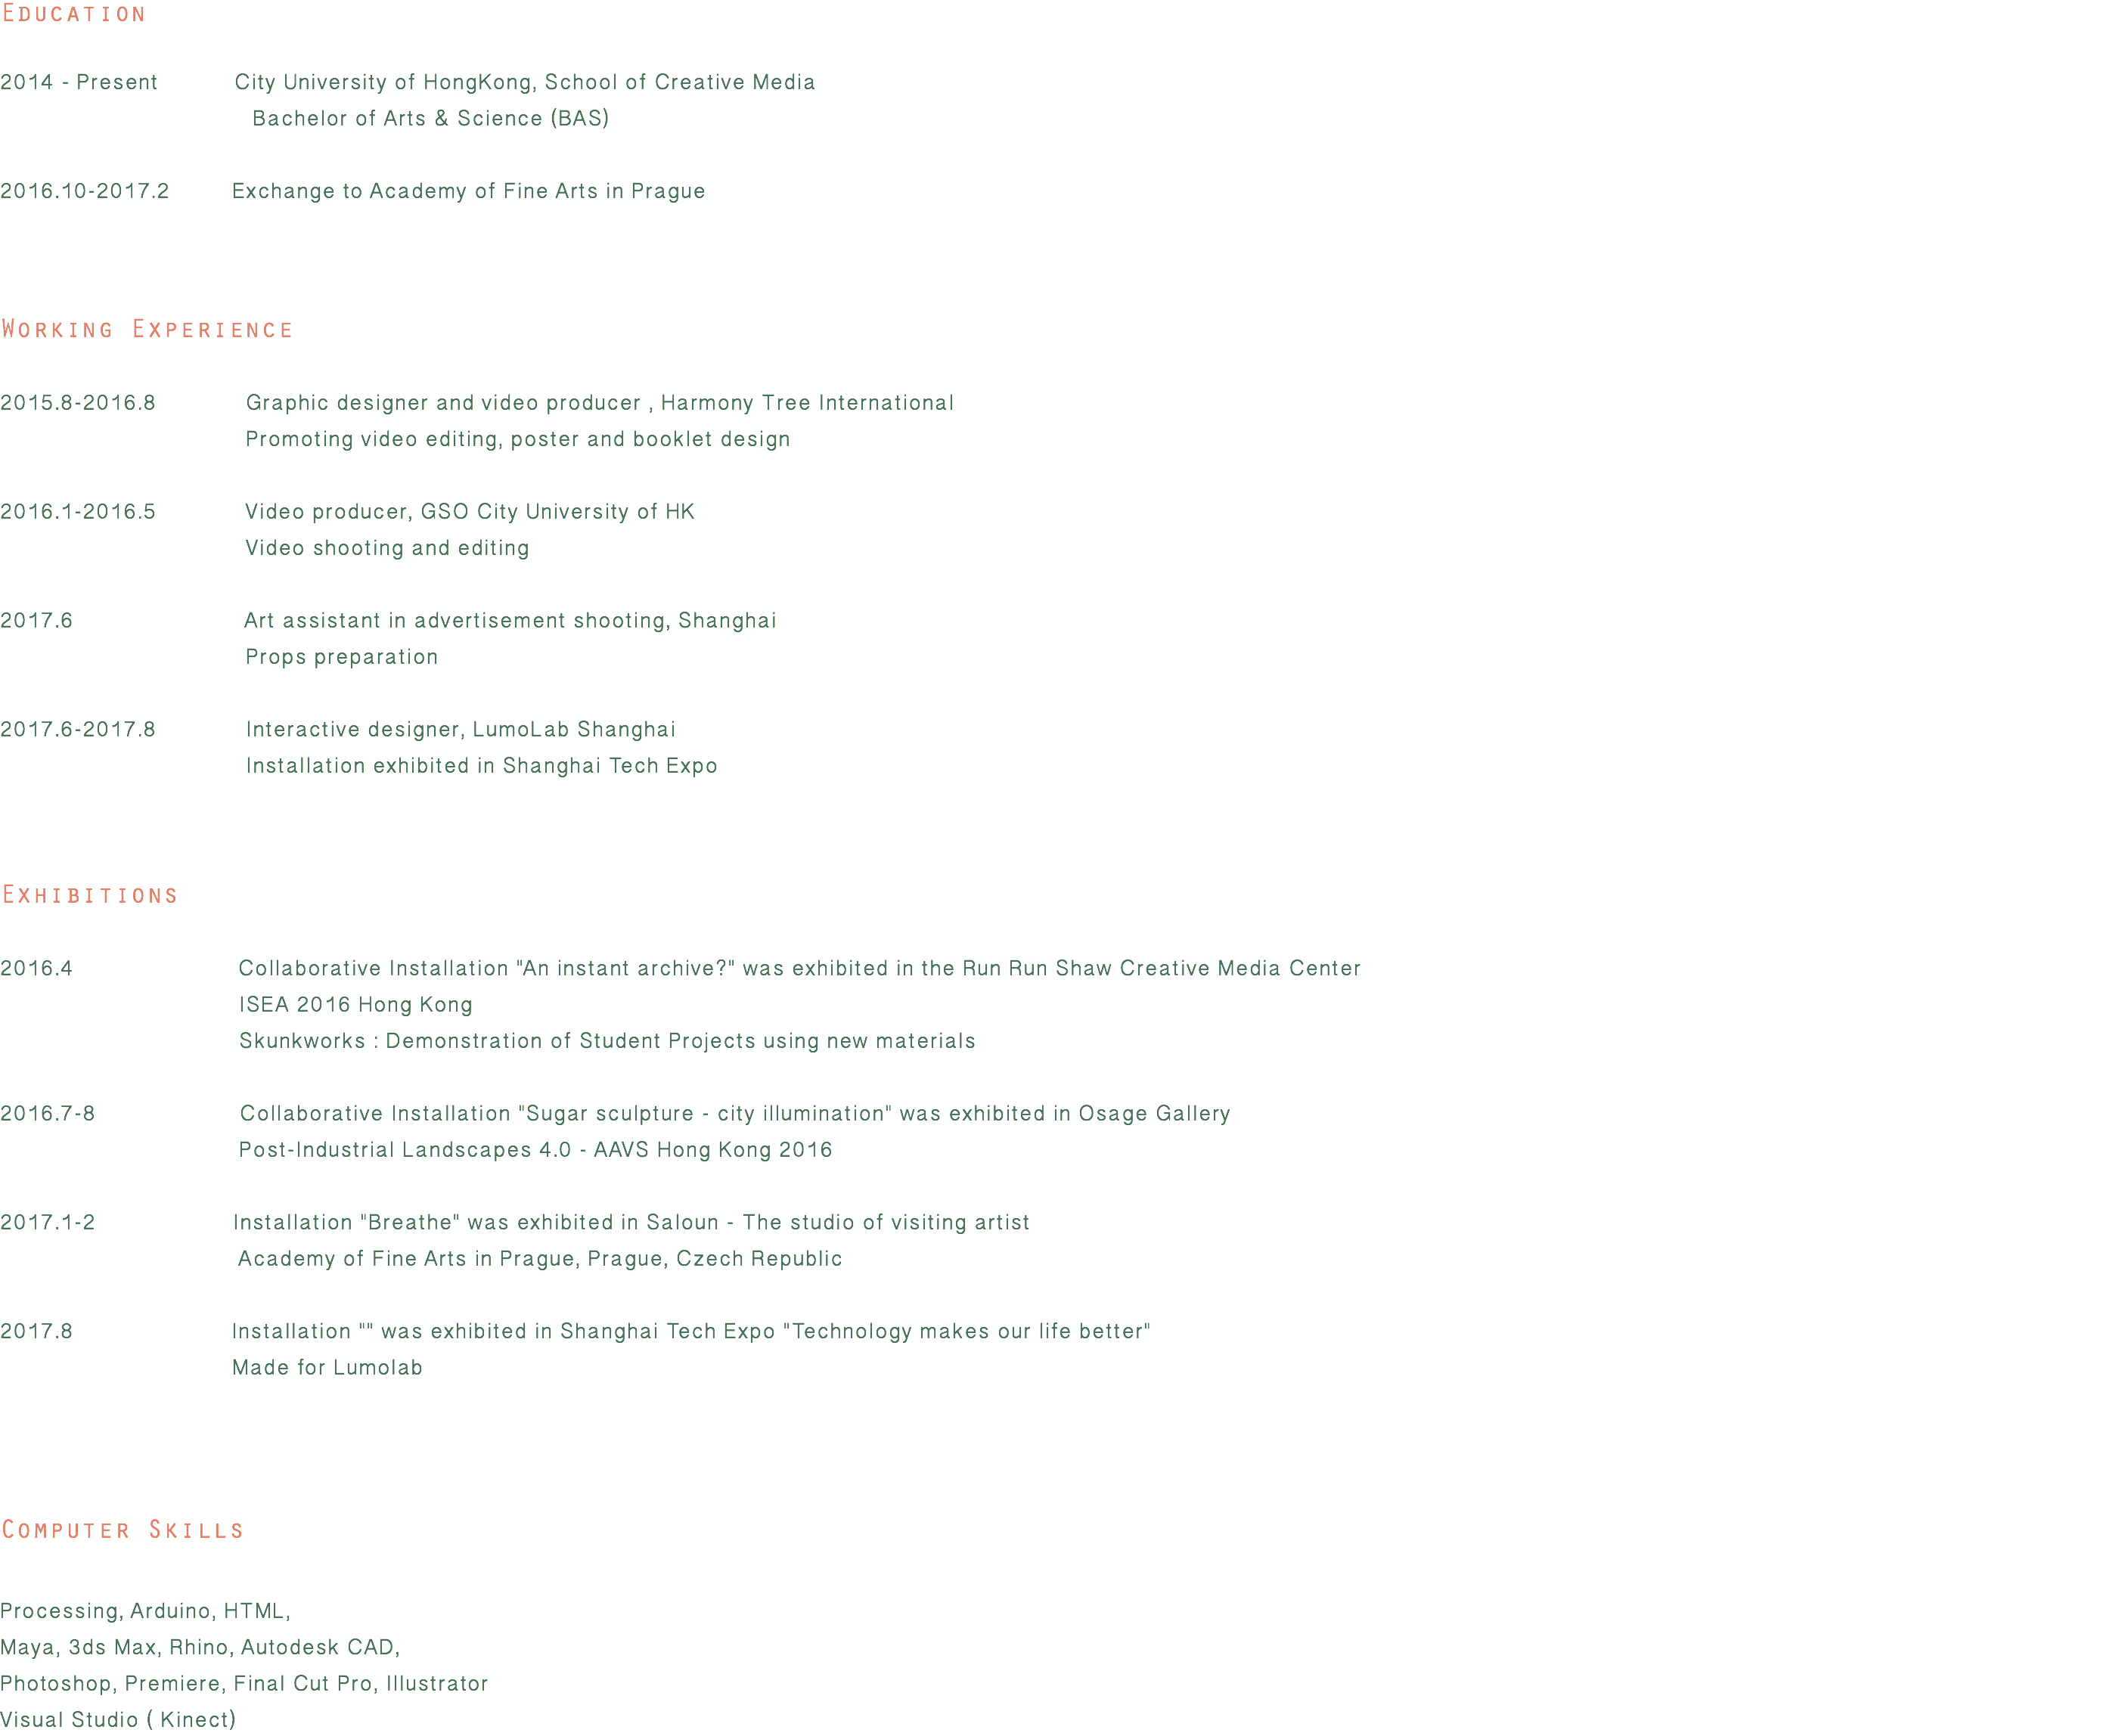 Education
2014 - Present City University of HongKong, School of Creative Media
Bachelor of Arts & Science (BAS)
2016.10-2017.2 Exchange to Academy of Fine Arts in Prague
Working Experience
2015.8-2016.8 Graphic designer and video producer , Harmony Tree International
Promoting video editing, poster and booklet design
2016.1-2016.5 Video producer, GSO City University of HK
Video shooting and editing
2017.6 Art assistant in advertisement shooting, Shanghai
Props preparation
2017.6-2017.8 Interactive designer, LumoLab Shanghai
Installation exhibited in Shanghai Tech Expo
Exhibitions
2016.4 Collaborative Installation "An instant archive?" was exhibited in the Run Run Shaw Creative Media Center
ISEA 2016 Hong Kong
Skunkworks : Demonstration of Student Projects using new materials
2016.7-8 Collaborative Installation "Sugar sculpture - city illumination" was exhibited in Osage Gallery
Post-Industrial Landscapes 4.0 - AAVS Hong Kong 2016
2017.1-2 Installation "Breathe" was exhibited in Saloun - The studio of visiting artist
Academy of Fine Arts in Prague, Prague, Czech Republic
2017.8 Installation "" was exhibited in Shanghai Tech Expo "Technology makes our life better"
Made for Lumolab
Computer Skills
Processing, Arduino, HTML,
Maya, 3ds Max, Rhino, Autodesk CAD,
Photoshop, Premiere, Final Cut Pro, Illustrator
Visual Studio ( Kinect)